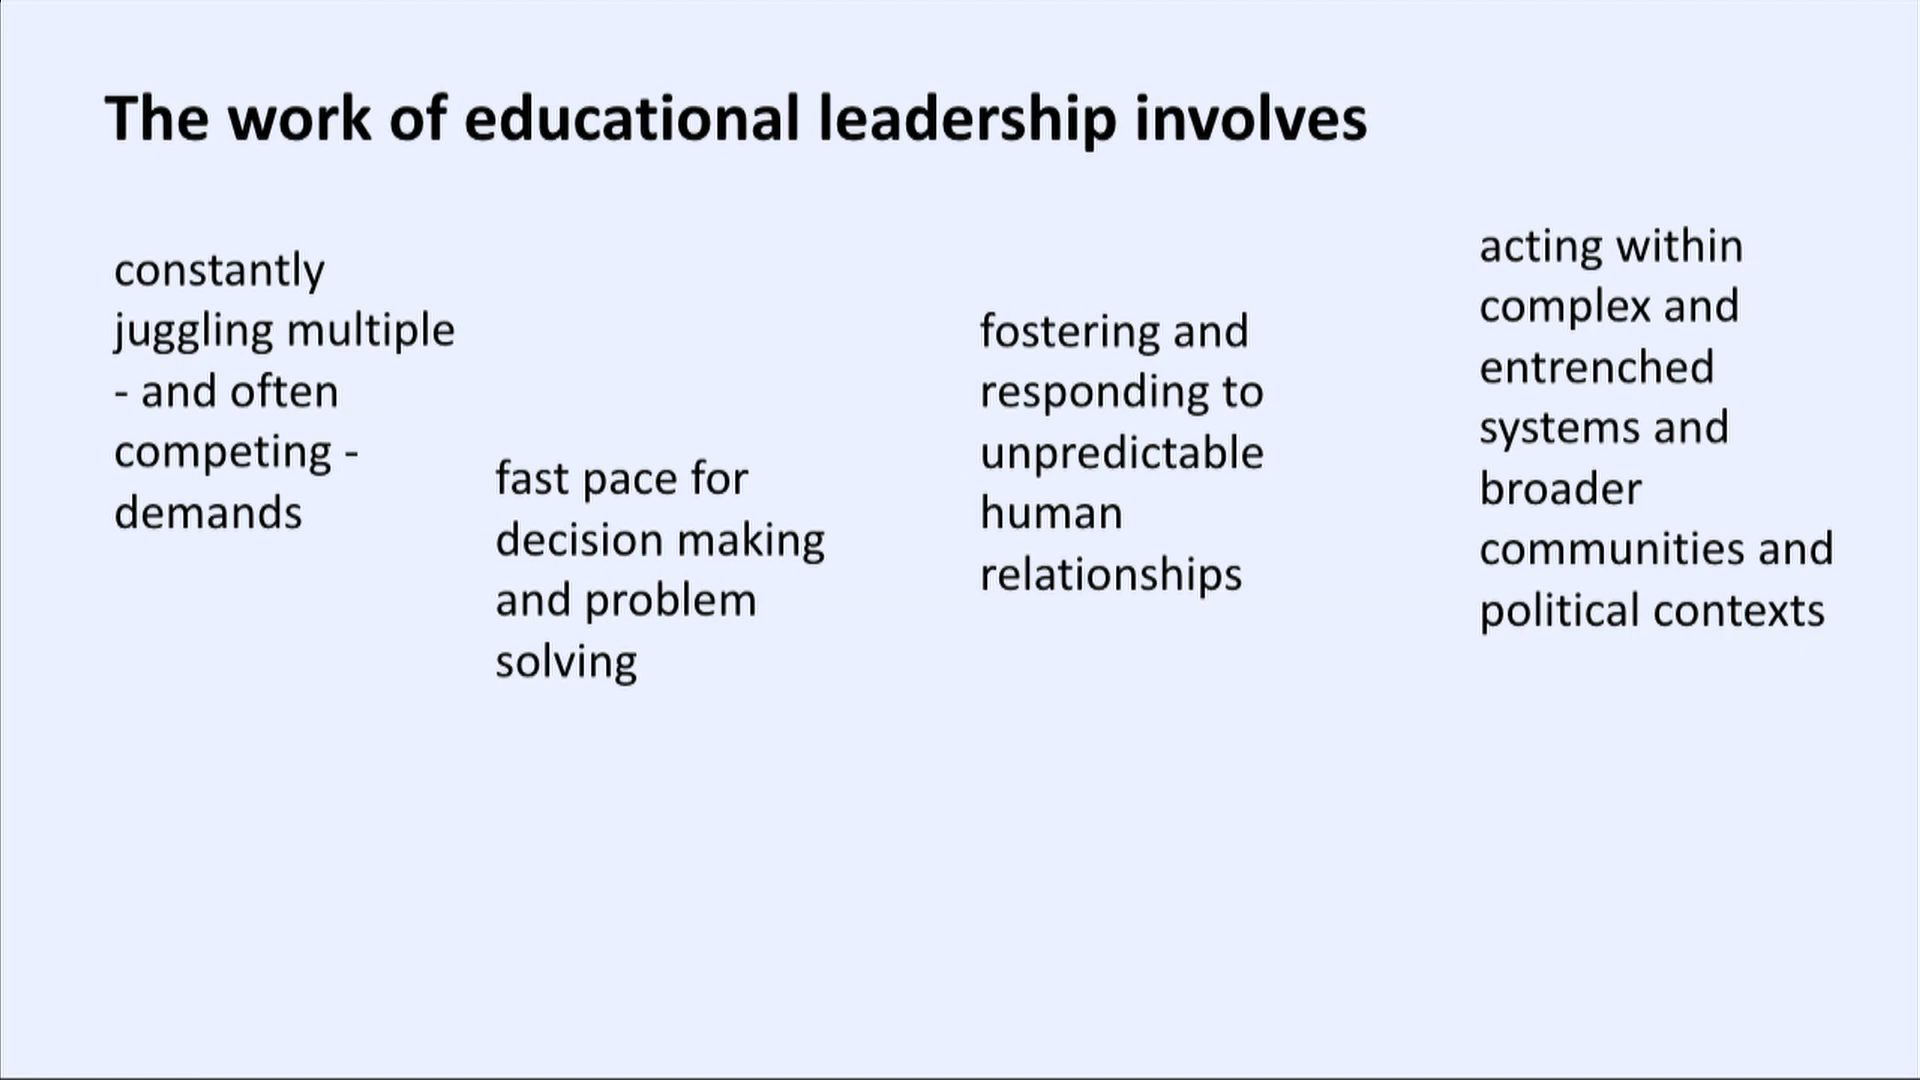 The work of educational leadership involves
constantly
juggling multiple
- and often
competing -
demands
fast pace for
decision making
and problem
solving
fostering and
responding to
unpredictable
human
relationships
acting within
complex and
entrenched
systems and
broader
communities and
political contexts